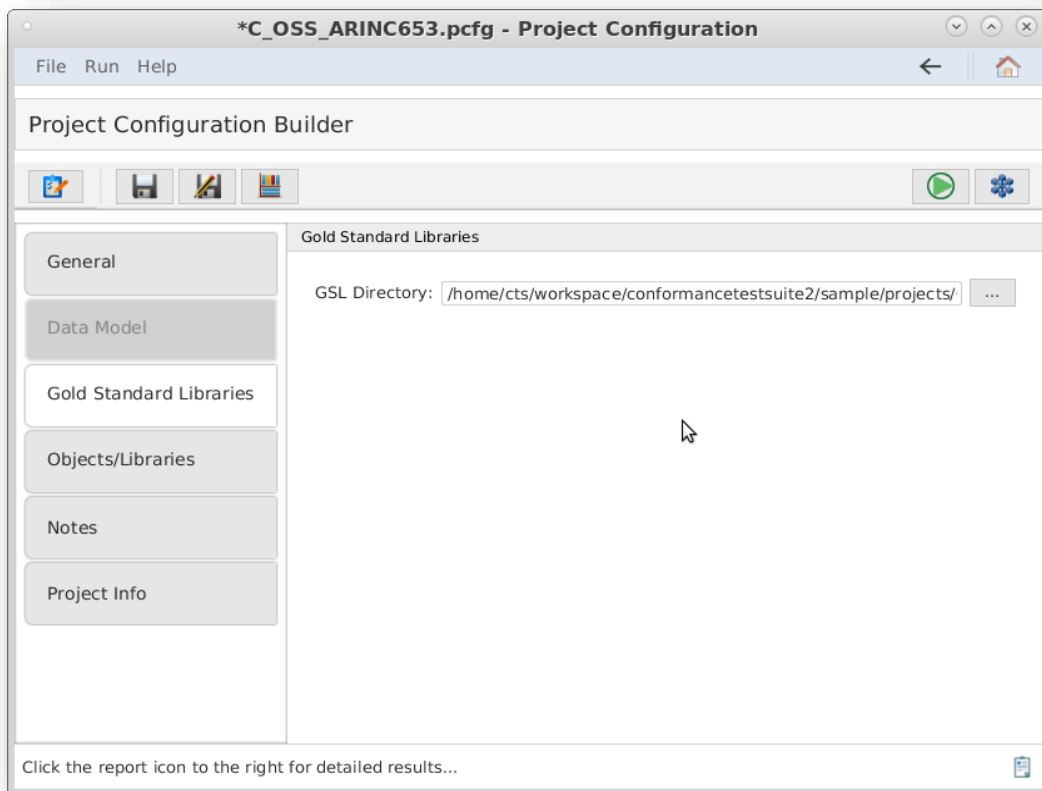 *C_OSS_ARINC653.pcfg - Project Configuration
File Run Help
Project Configuration Builder
General
Data Model
Gold Standard Libraries
Objects/Libraries
Notes
Project Info
Gold Standard Libraries
GSL Directory: /home/cts/workspace/conformancetestsuite2/sample/projects/ ...
Click the report icon to the right for detailed results...